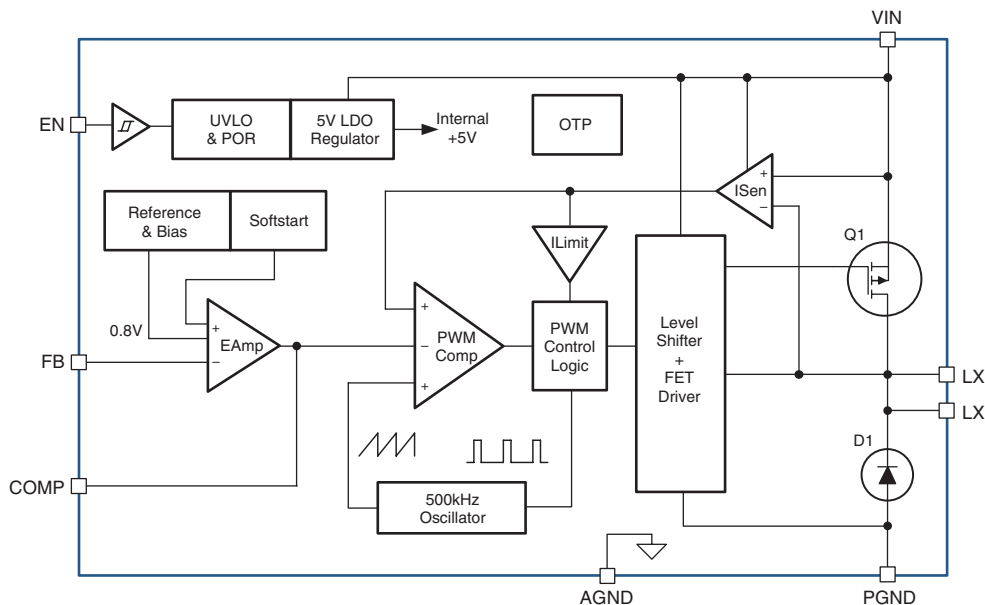 VIN
EN
UVLO
& POR
5V LDO
Regulator
Internal
+5V
OTP
Reference
& Bias
Softstart
ISen
+
−
ILimit
Q1
0.8V
+
−
EAmp
FB
+
−
+
PWM
Comp
PWM
Control
Logic
Level
Shifter
+
FET
Driver
LX
LX
D1
COMP
500kHz
Oscillator
AGND
PGND